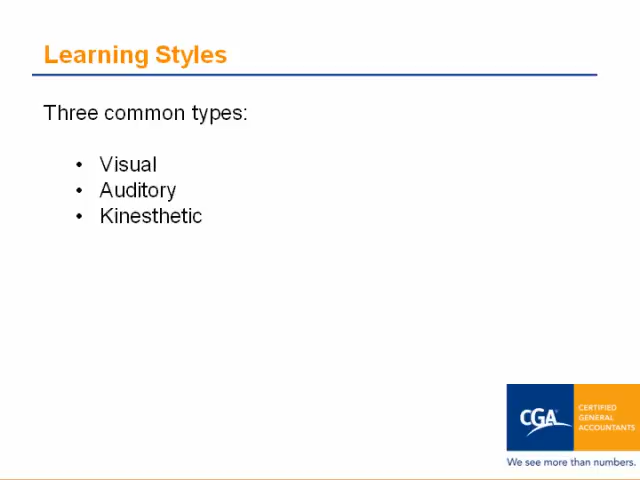 Learning Styles
Three common types:
• Visual
• Auditory
• Kinesthetic
CGA
CERTIFIED
GENERAL
ACCOUNTANTS
We see more than numbers.